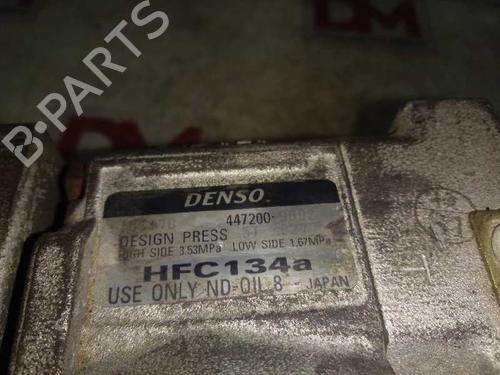 B-PARTS
DENSO
447200-
DESIGN PRESS
HIGH SIDE 3.53MPa LOW SIDE 1.67MPa
HFC134a
USE ONLY ND-OIL 8 - JAPAN